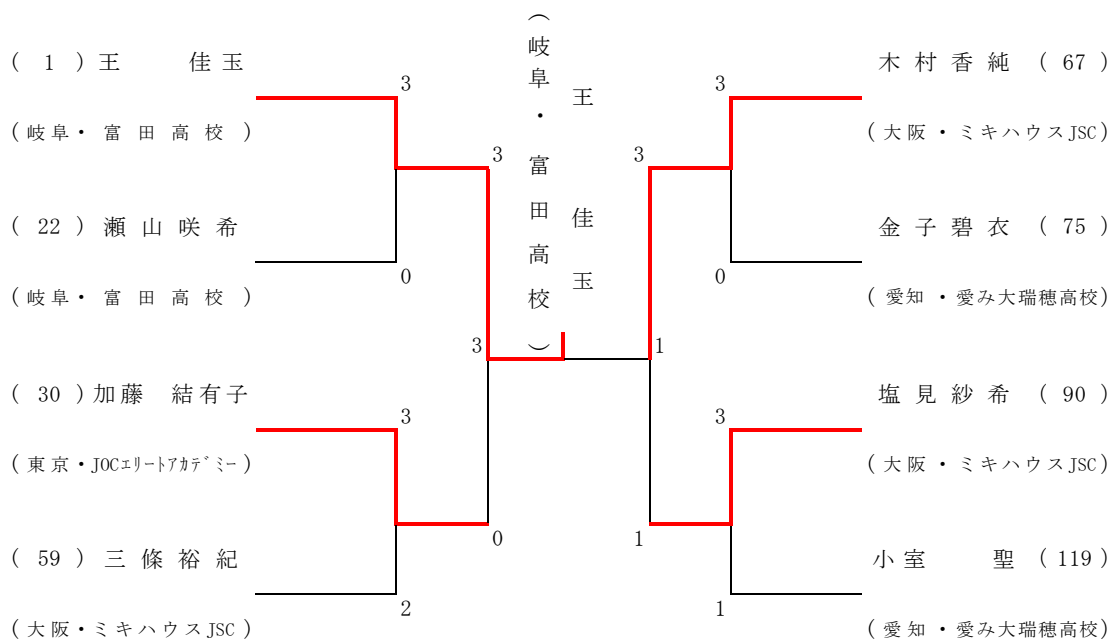 (岐阜・富田高校)
王 佳玉
( 1 ) 王 佳玉
3
(岐阜・富田高校)
3
( 22 ) 瀬山咲希
0
(岐阜・富田高校)
3
( 30 ) 加藤 結有子
3
(東京・JOCエリートアカデミー)
0
( 59 ) 三條裕紀
2
(大阪・ミキハウスJSC)
木村香純 ( 67 )
3
(大阪・ミキハウスJSC)
3
金子碧衣 ( 75 )
0
(愛知・愛み大瑞穂高校)
1
塩見紗希 ( 90 )
3
(大阪・ミキハウスJSC)
1
小室 聖 ( 119 )
1
(愛知・愛み大瑞穂高校)